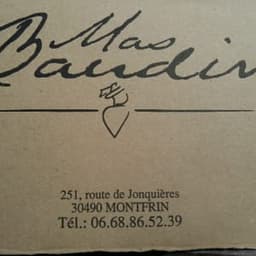 Mas
Baudin
251, route de Jonquières
30490 MONTFRIN
Tél.: 06.68.86.52.39